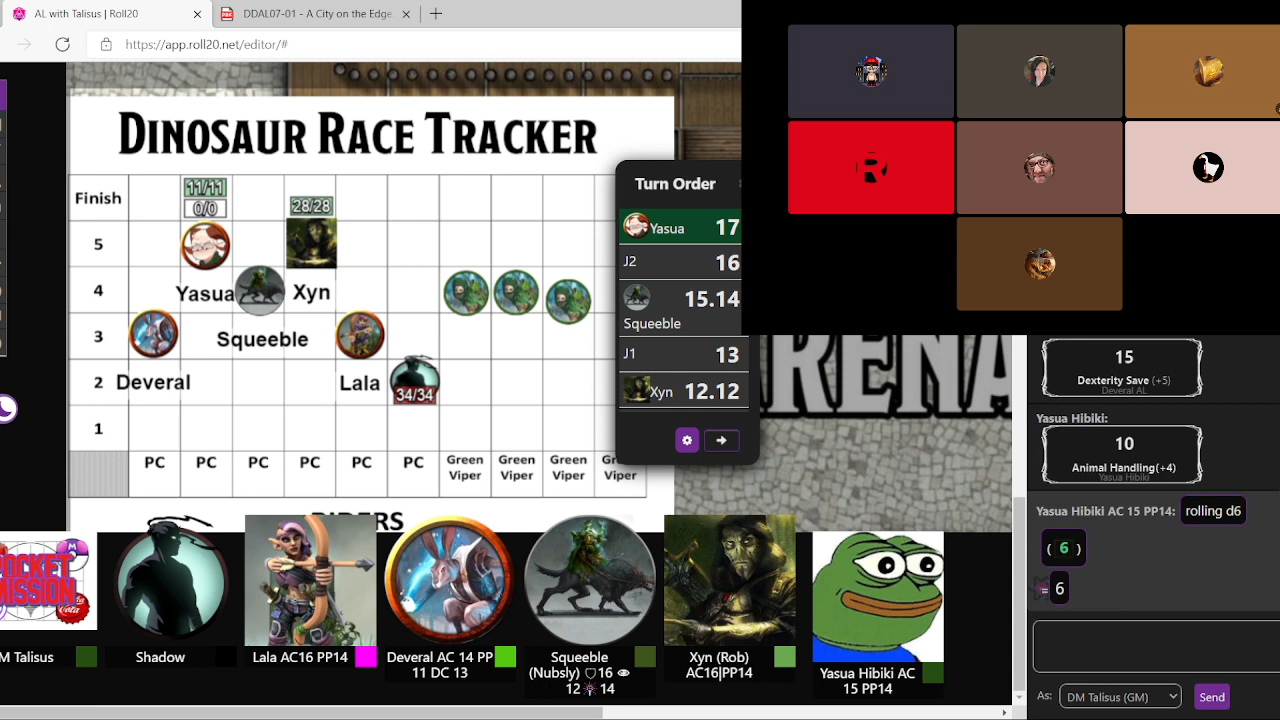 AL with Talisus | Roll20
DDAL07-01 - A City on the Edge.
https://app.roll20.net/editor/#
DINOSAUR RACE TRACKER
Finish
11/11
0/0
28/28
5
4
Yasua
Xyn
3
Squeeble
2
Deveral
Lala
34/34
1
PC
PC
PC
PC
PC
PC
Green Viper
Green Viper
Green Viper
Viper
RIDERS
Turn Order
Yasua 17
J2 16
15.14
Squeeble
J1 13
Xyn 12.12
R
ARENA
15
Dexterity Save (+5)
Deveral AL
Yasua Hibiki:
10
Animal Handling(+4)
Yasua Hibiki
Yasua Hibiki AC 15 PP14: rolling d6
( 6 )
= 6
As: DM Talisus (GM)
Send
POCKET
MISSION
M Talisus
Shadow
Lala AC16 PP14
Deveral AC 14 PP
11 DC 13
Squeeble
(Nubsly) 16
12 14
Xyn (Rob)
AC16|PP14
Yasua Hibiki AC
15 PP14